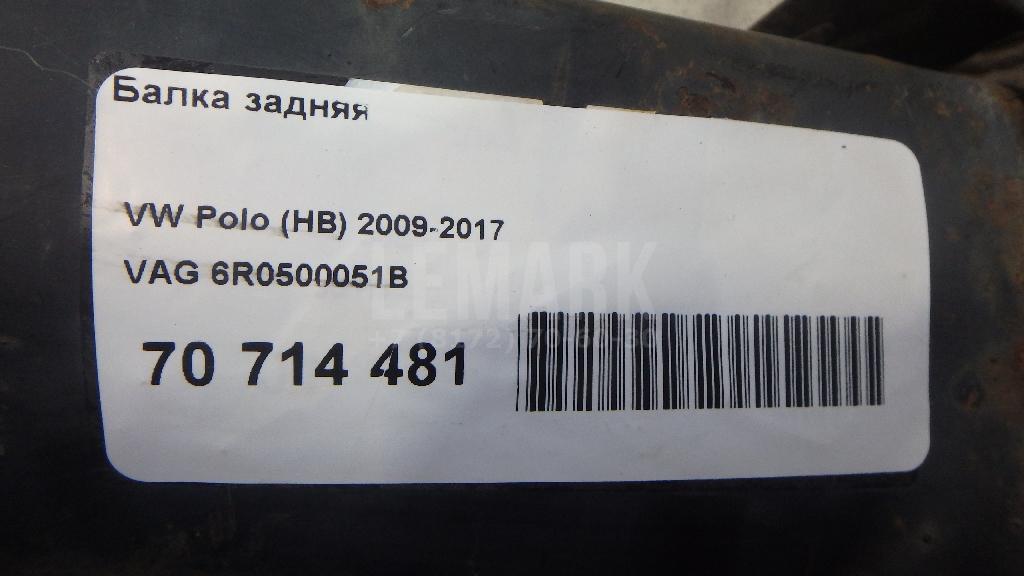 Балка задняя
VW Polo (HB) 2009-2017
VAG 6R0500051B
LEMARK
70 714 481